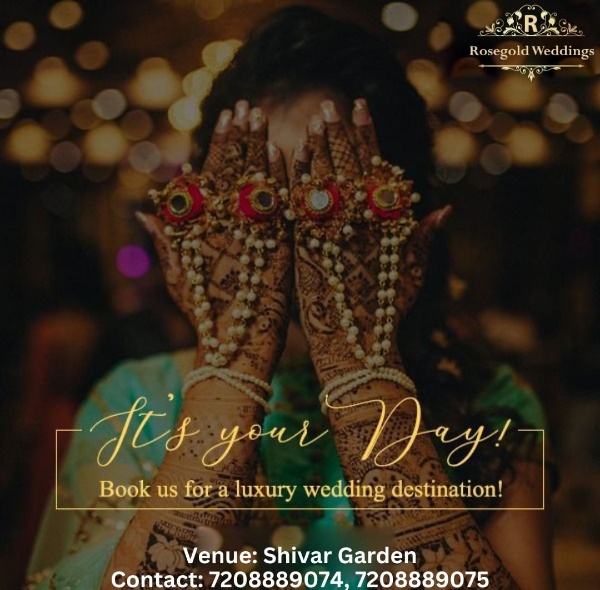 R
Rosegold Weddings
It's your Day!
Book us for a luxury wedding destination!
Venue: Shivar Garden
Contact: 7208889074, 7208889075